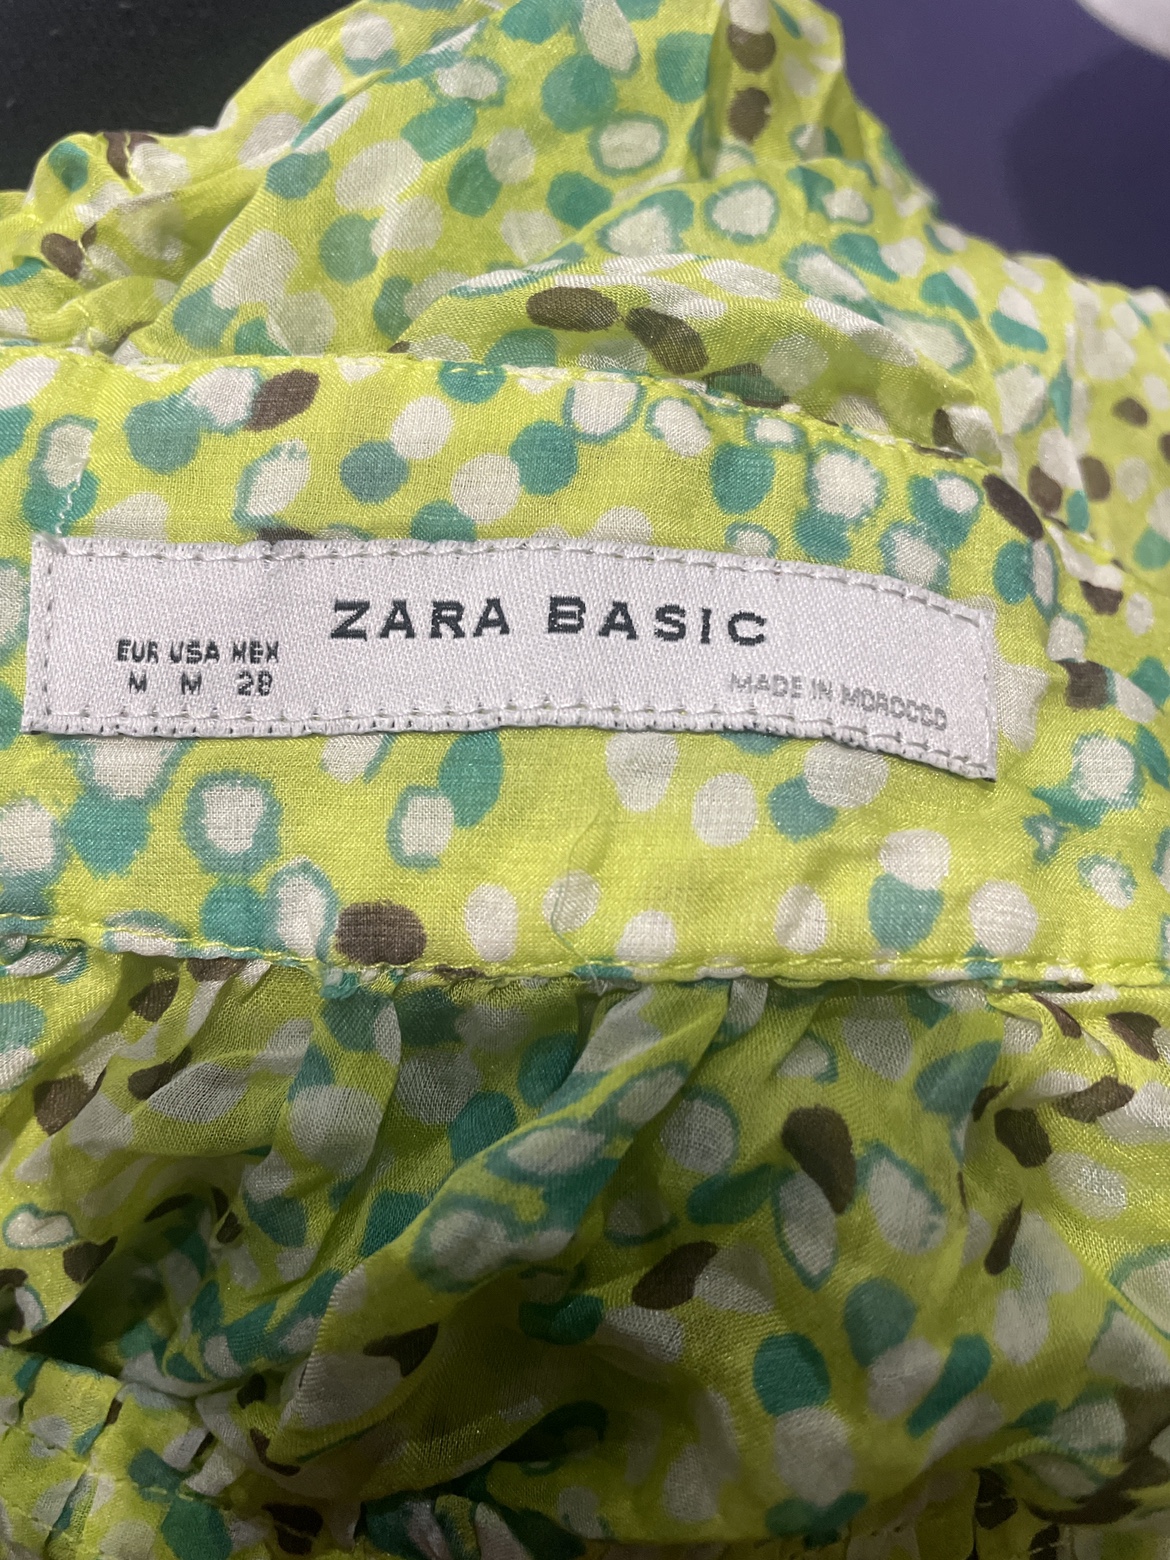 ZARA BASIC
EUR USA MEX
M M 28
MADE IN MOROCCO